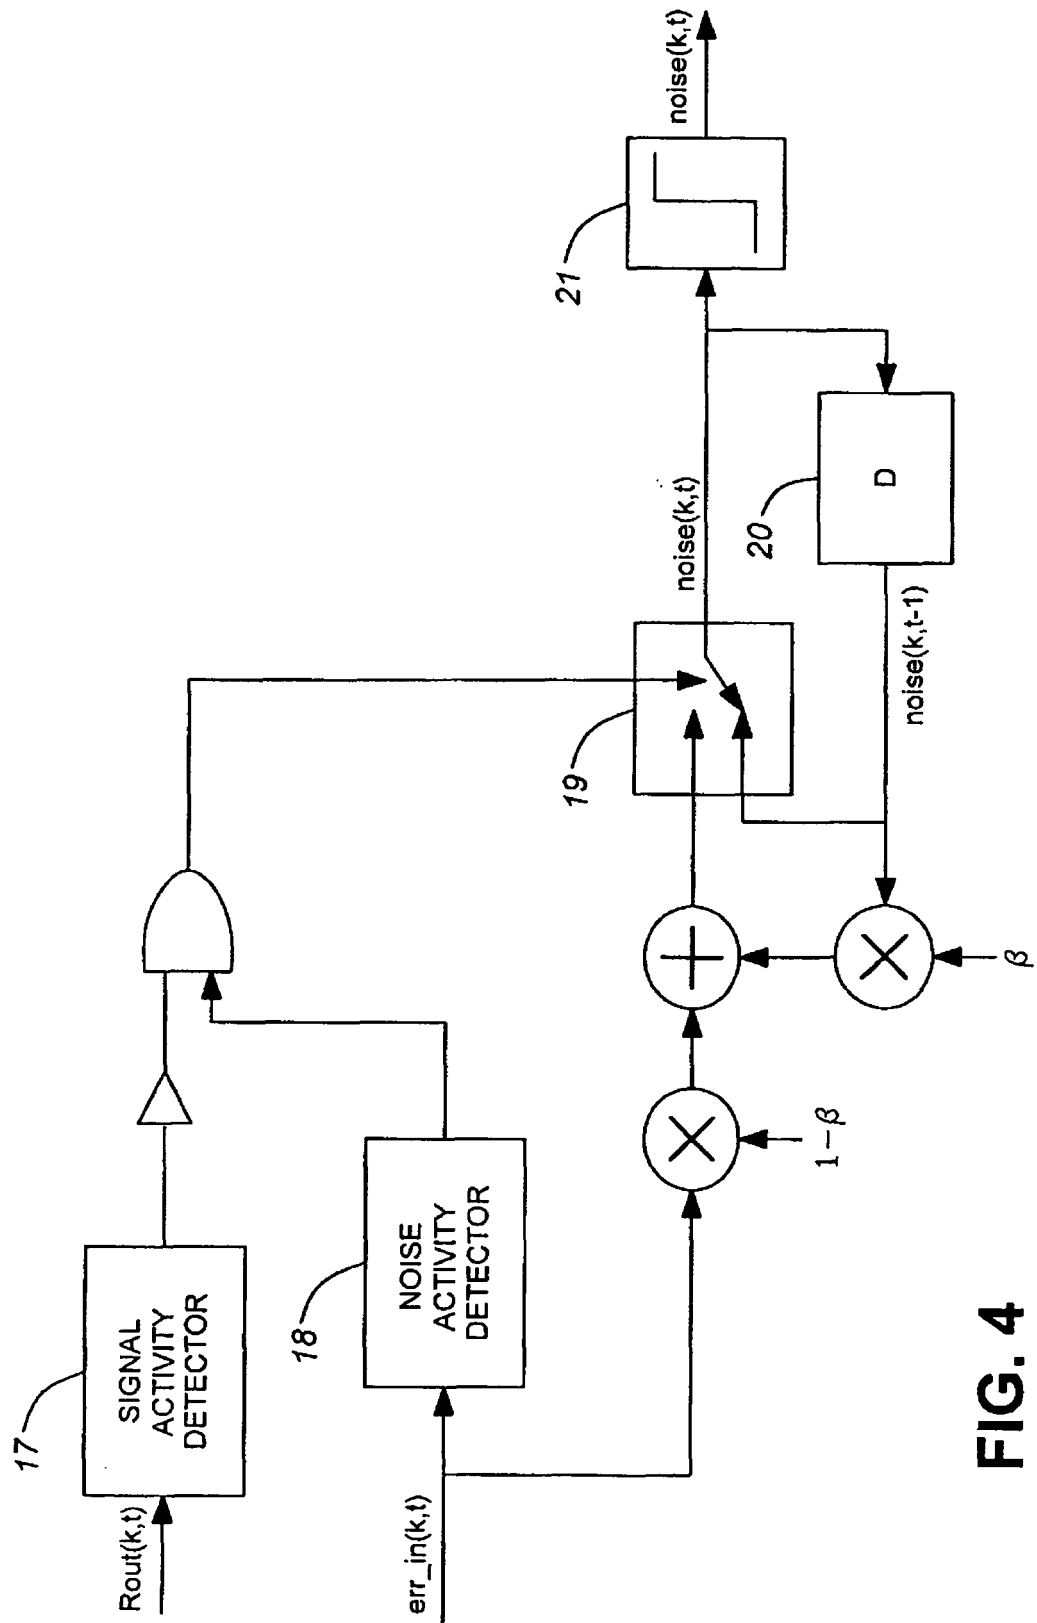 Rout(k,t)
17
SIGNAL
ACTIVITY
DETECTOR
err_in(k,t)
18
NOISE
ACTIVITY
DETECTOR
1−β
β
19
noise(k,t)
noise(k,t-1)
20
D
21
noise(k,t)
FIG. 4